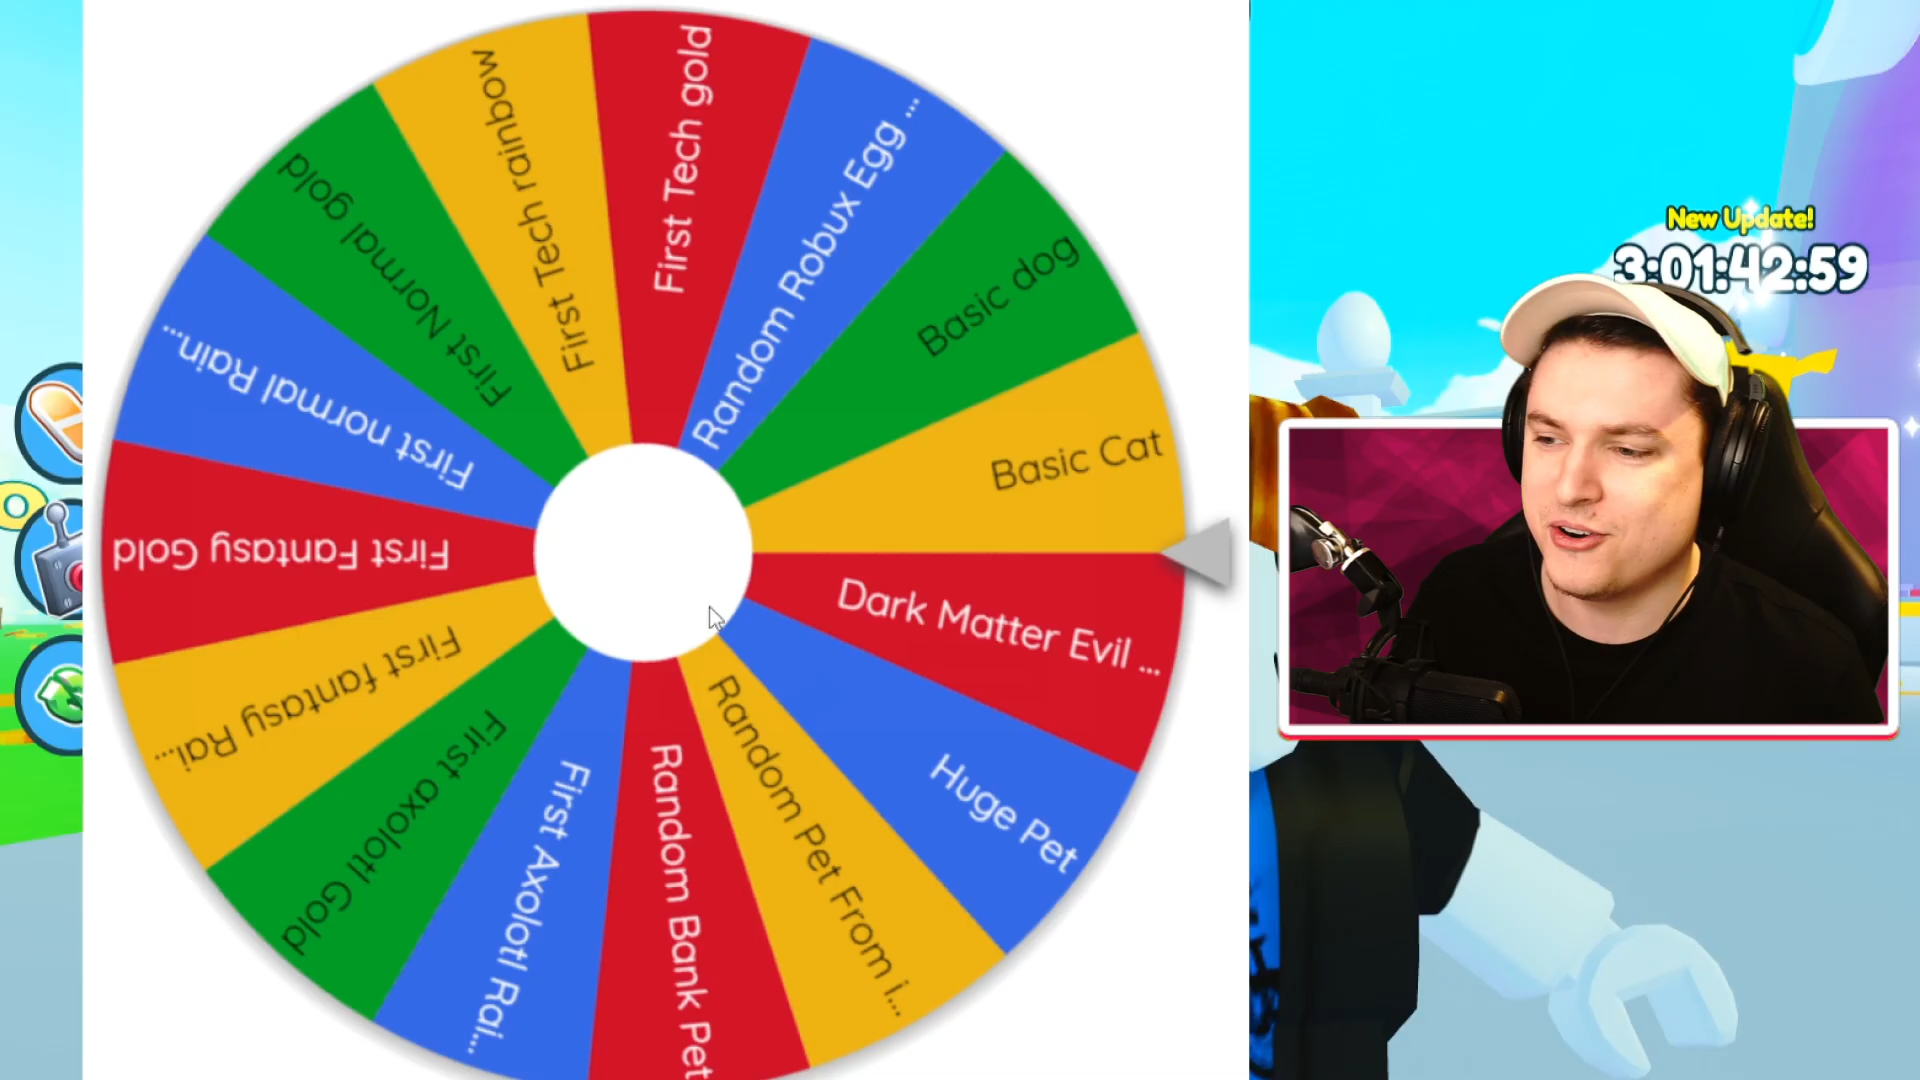 First Tech gold
Random Robux Egg ...
Basic dog
Basic Cat
Dark Matter Evil ...
Huge Pet
Random Pet From i...
Random Bank Pet
First Axolotl Rai...
First axolotl Gold
First fantasy Rai...
First Fantasy Gold
First normal Rain...
First Normal gold
First Tech rainbow
New Update!
3:01:42:59
O